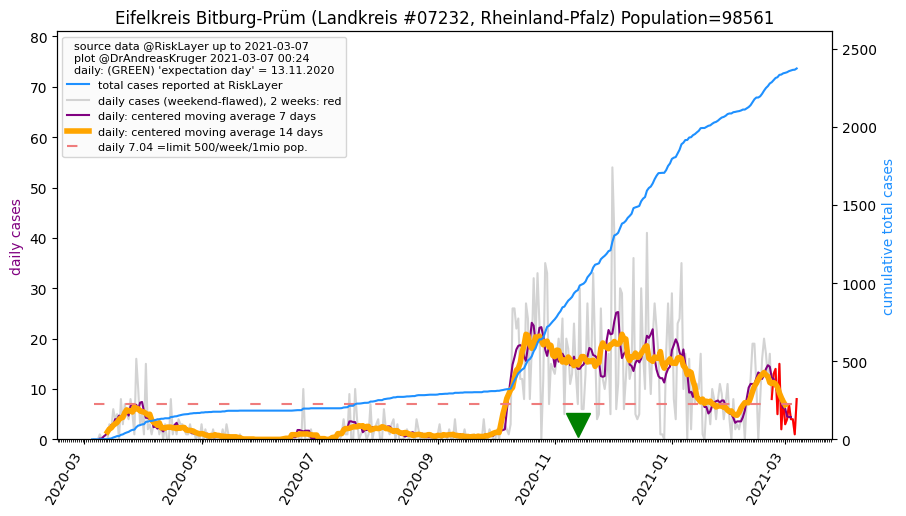 Eifelkreis Bitburg-Prüm (Landkreis #07232, Rheinland-Pfalz) Population=98561
source data @RiskLayer up to 2021-03-07
plot @DrAndreasKruger 2021-03-07 00:24
daily: (GREEN) 'expectation day' = 13.11.2020
total cases reported at RiskLayer
daily cases (weekend-flawed), 2 weeks: red
daily: centered moving average 7 days
daily: centered moving average 14 days
daily 7.04 =limit 500/week/1mio pop.
daily cases
80
70
60
50
40
30
20
10
0
cumulative total cases
2500
2000
1500
1000
500
0
2020-03
2020-05
2020-07
2020-09
2020-11
2021-01
2021-03